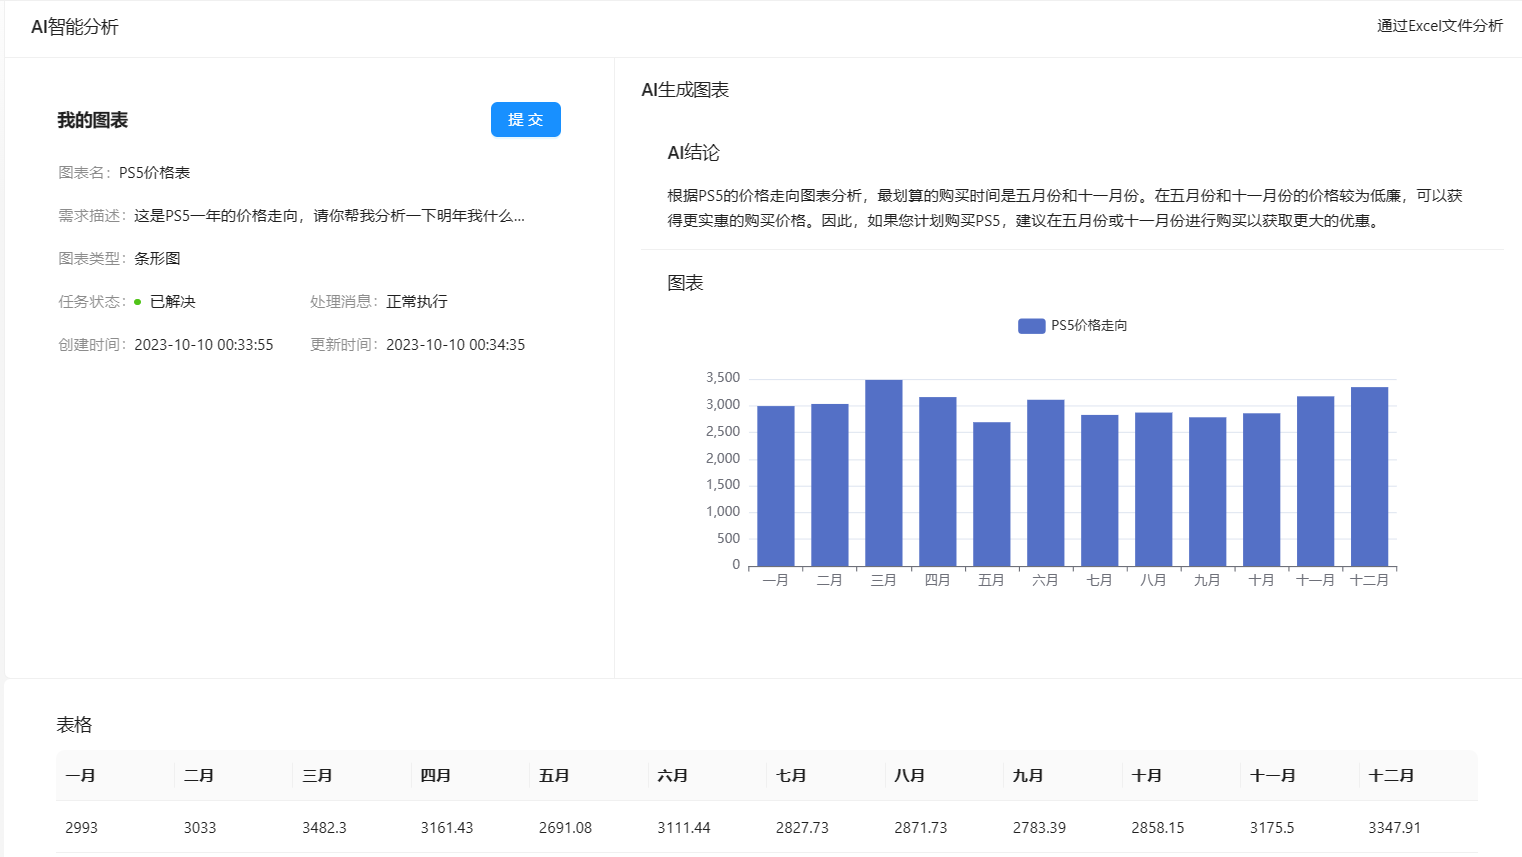 AI智能分析
通过Excel文件分析
我的图表
提 交
图表名：PS5价格表
需求描述：这是PS5一年的价格走向，请你帮我分析一下明年我什么...
图表类型：条形图
任务状态：已解决
处理消息：正常执行
创建时间：2023-10-10 00:33:55
更新时间：2023-10-10 00:34:35
AI生成图表
AI结论
根据PS5的价格走向图表分析，最划算的购买时间是五月份和十一月份。在五月份和十一月份的价格较为低廉，可以获
得更实惠的购买价格。因此，如果您计划购买PS5，建议在五月份或十一月份进行购买以获取更大的优惠。
图表
PS5价格走向
3,500
3,000
2,500
2,000
1,500
1,000
500
0
一月 二月 三月 四月 五月 六月 七月 八月 九月 十月 十一月 十二月
表格
一月 二月 三月 四月 五月 六月 七月 八月 九月 十月 十一月 十二月
2993 3033 3482.3 3161.43 2691.08 3111.44 2827.73 2871.73 2783.39 2858.15 3175.5 3347.91